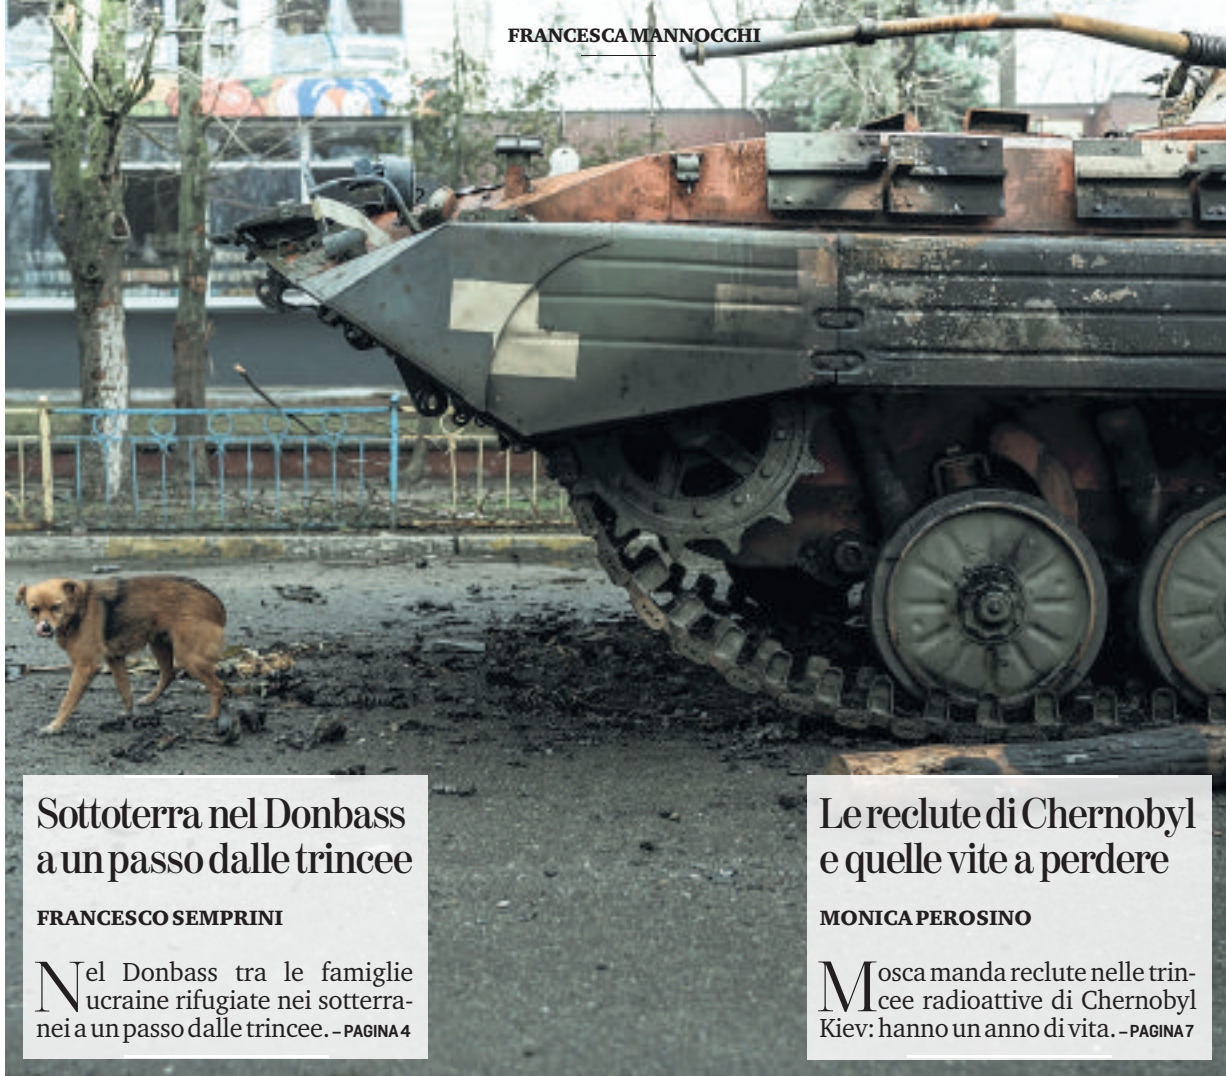 FRANCESCA MANNOCCHI
Sottoterra nel Donbass
a un passo dalle trincee
FRANCESCO SEMPRINI
Nel Donbass tra le famiglie
ucraine rifugiate nei sotterra-
nei a un passo dalle trincee. – PAGINA 4
Le reclute di Chernobyl
e quelle vite a perdere
MONICA PEROSINO
Mosca manda reclute nelle trin-
cee radioattive di Chernobyl
Kiev: hanno un anno di vita. – PAGINA 7